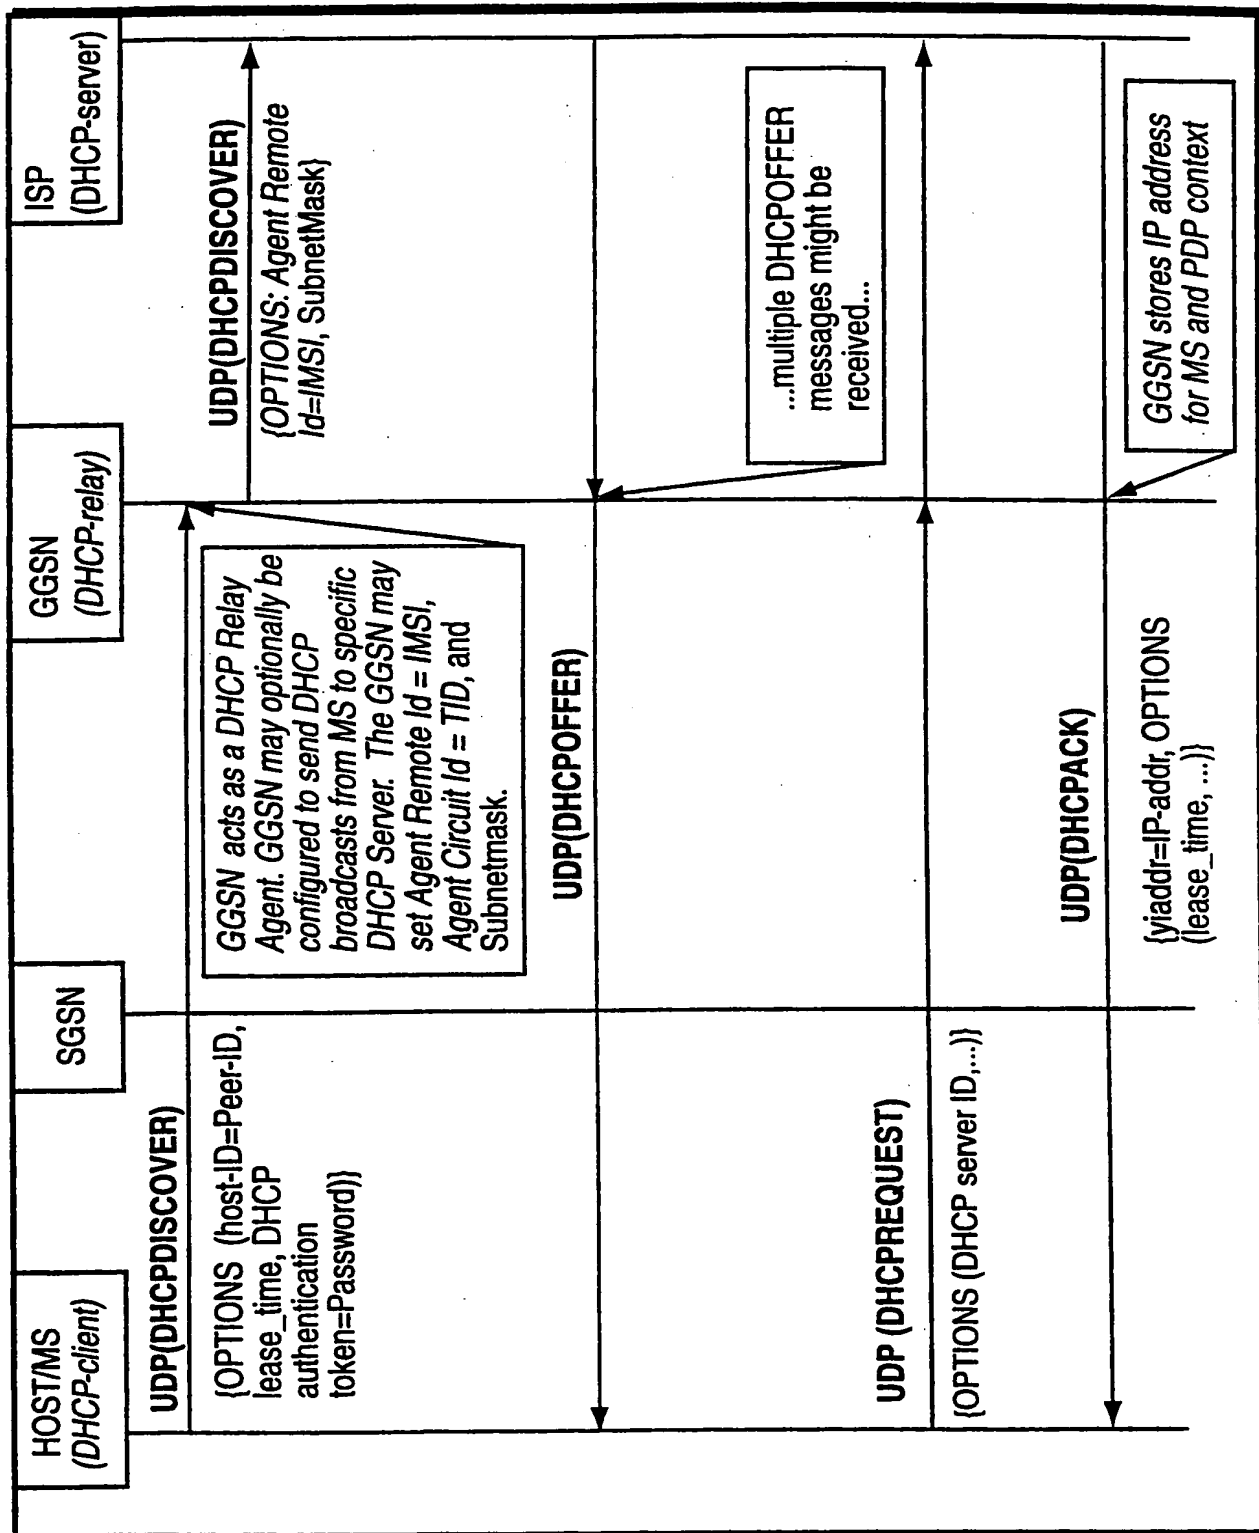 HOST/MS
(DHCP-client)
SGSN
GGSN
(DHCP-relay)
ISP
(DHCP-server)
UDP(DHCPDISCOVER)
{OPTIONS (host-ID=Peer-ID,
lease_time, DHCP
authentication
token=Password)}
GGSN acts as a DHCP Relay
Agent. GGSN may optionally be
configured to send DHCP
broadcasts from MS to specific
DHCP Server. The GGSN may
set Agent Remote Id = IMSI,
Agent Circuit Id = TID, and
Subnetmask.
UDP(DHCPDISCOVER)
{OPTIONS: Agent Remote
Id=IMSI, SubnetMask}
UDP(DHCPOFFER)
...multiple DHCPOFFER
messages might be
received...
UDP (DHCPREQUEST)
{OPTIONS (DHCP server ID,...)}
UDP(DHCPACK)
{yiaddr=IP-addr, OPTIONS
(lease_time, ...)}
GGSN stores IP address
for MS and PDP context